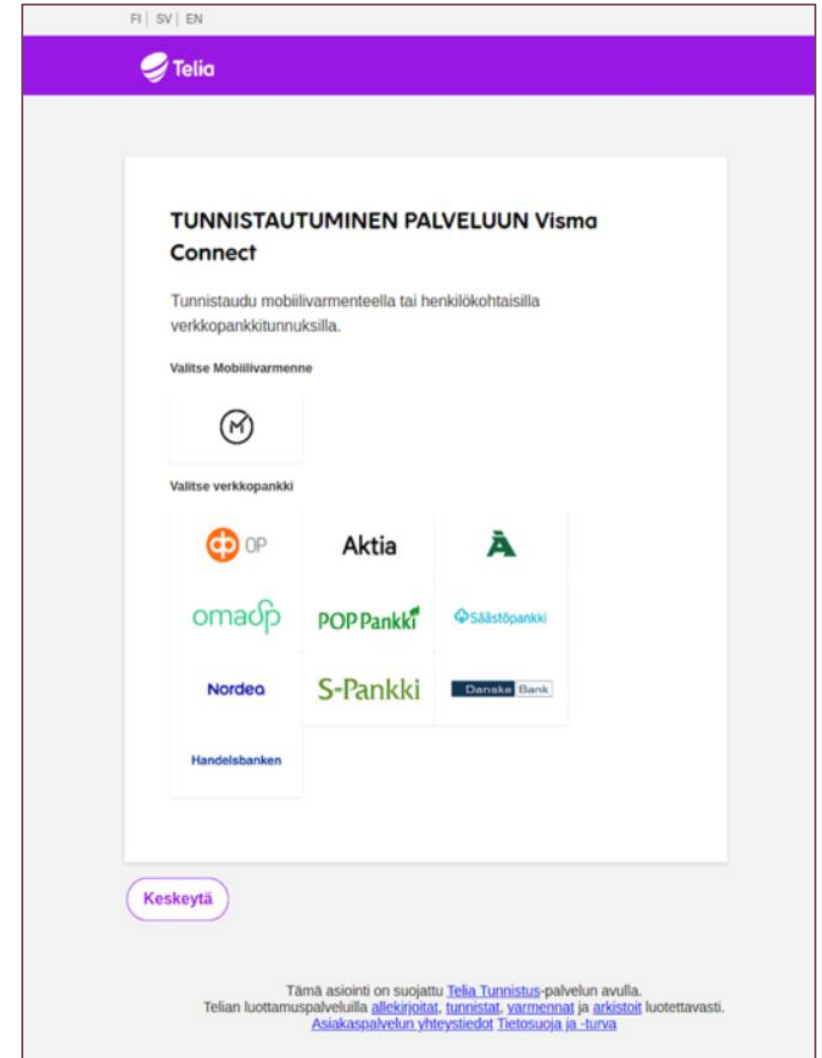 FI | SV | EN
Telia
TUNNISTAUTUMINEN PALVELUUN Visma
Connect
Tunnistaudu mobiilivarmenteella tai henkilökohtaisilla
verkkopankkitunnuksilla.
Valitse Mobiilivarmenne
M
Valitse verkkopankki
OP Aktia Å
omasp POP Pankki Säästöpankki
Nordea S-Pankki Danske Bank
Handelsbanken
Keskeytä
Tämä asiointi on suojattu Telia Tunnistus-palvelun avulla.
Telian luottamuspalveluilla allekirjoitat, tunnistat, varmennat ja arkistoit luotettavasti.
Asiakaspalvelun yhteystiedot Tietosuoja ja -turva